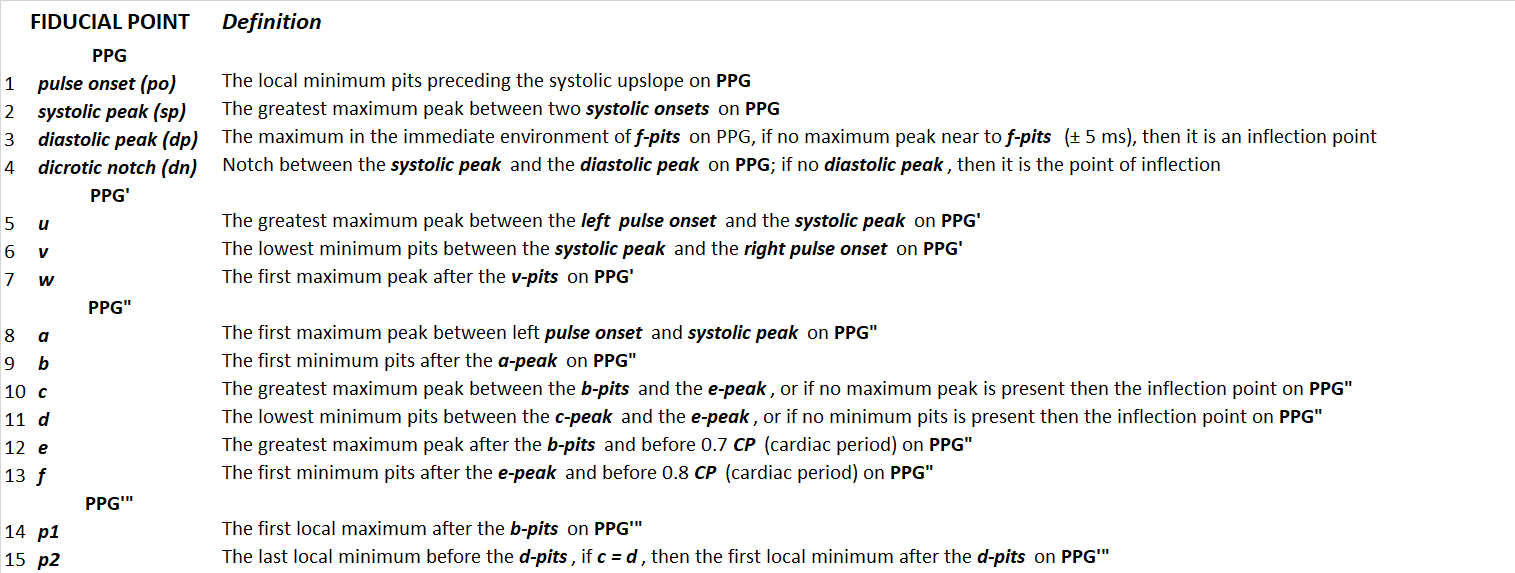 FIDUCIAL POINT Definition
PPG
1 pulse onset (po) The local minimum pits preceding the systolic upslope on PPG
2 systolic peak (sp) The greatest maximum peak between two systolic onsets on PPG
3 diastolic peak (dp) The maximum in the immediate environment of f-pits on PPG, if no maximum peak near to f-pits (± 5 ms), then it is an inflection point
4 dicrotic notch (dn) Notch between the systolic peak and the diastolic peak on PPG; if no diastolic peak, then it is the point of inflection
PPG'
5 u The greatest maximum peak between the left pulse onset and the systolic peak on PPG'
6 v The lowest minimum pits between the systolic peak and the right pulse onset on PPG'
7 w The first maximum peak after the v-pits on PPG'
PPG"
8 a The first maximum peak between left pulse onset and systolic peak on PPG"
9 b The first minimum pits after the a-peak on PPG"
10 c The greatest maximum peak between the b-pits and the e-peak, or if no maximum peak is present then the inflection point on PPG"
11 d The lowest minimum pits between the c-peak and the e-peak, or if no minimum pits is present then the inflection point on PPG"
12 e The greatest maximum peak after the b-pits and before 0.7 CP (cardiac period) on PPG"
13 f The first minimum pits after the e-peak and before 0.8 CP (cardiac period) on PPG"
PPG'"
14 p1 The first local maximum after the b-pits on PPG'"
15 p2 The last local minimum before the d-pits, if c = d, then the first local minimum after the d-pits on PPG'"